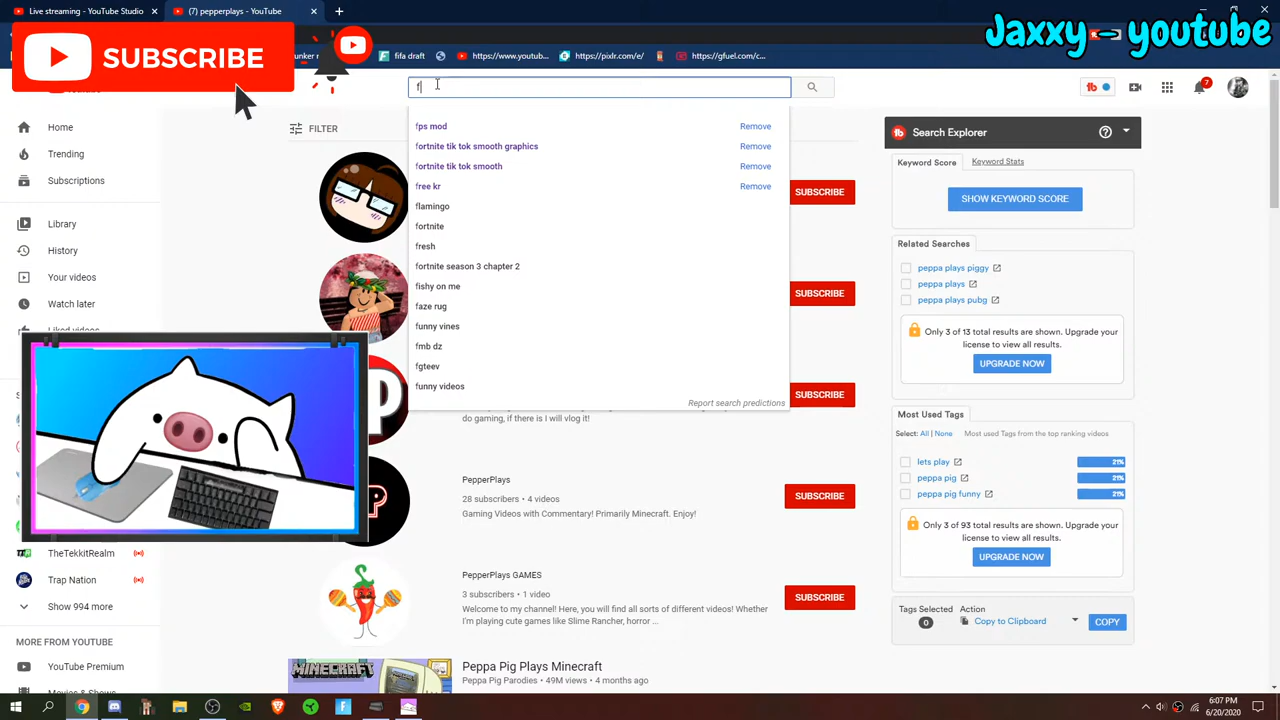 Live streaming - YouTube Studio
(7) pepperplays - YouTube
Jaxxy - youtube
SUBSCRIBE
fifa draft
https://www.youtub...
https://pixlr.com/e/
https://gfuel.com/...
f
7
Home
Trending
Subscriptions
Library
History
Your videos
Watch later
Liked videos
TheTekkitRealm
Trap Nation
Show 994 more
MORE FROM YOUTUBE
YouTube Premium
Movies & Shows
FILTER
fps mod Remove
fortnite tik tok smooth graphics Remove
fortnite tik tok smooth Remove
free kr Remove
flamingo
fortnite
fresh
fortnite season 3 chapter 2
fishy on me
faze rug
funny vines
fmb dz
fgteev
funny videos
Report search predictions
SUBSCRIBE
SUBSCRIBE
SUBSCRIBE
do gaming, if there is I will vlog it!
PepperPlays
28 subscribers • 4 videos
Gaming Videos with Commentary! Primarily Minecraft. Enjoy!
SUBSCRIBE
PepperPlays GAMES
3 subscribers • 1 video
Welcome to my channel! Here, you will find all sorts of different videos! Whether
I'm playing cute games like Slime Rancher, horror ...
SUBSCRIBE
MINECRAFT
Peppa Pig Plays Minecraft
Peppa Pig Parodies • 49M views • 4 months ago
Search Explorer
Keyword Score Keyword Stats
SHOW KEYWORD SCORE
Related Searches
peppa plays piggy
peppa plays
peppa plays pubg
Only 3 of 13 total results are shown. Upgrade your
license to view all results.
UPGRADE NOW
Most Used Tags
Select: All | None Most used Tags from the top ranking videos
lets play 21%
peppa pig 21%
peppa pig funny 21%
Only 3 of 93 total results are shown. Upgrade your
license to view all results.
UPGRADE NOW
Tags Selected
0
Action
Copy to Clipboard
COPY
6:07 PM
6/20/2020